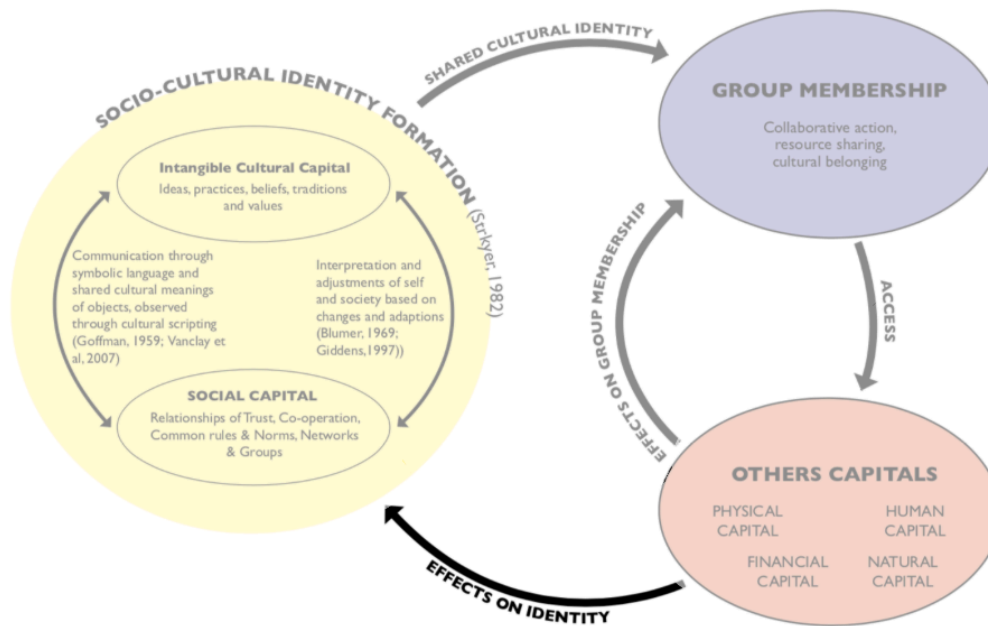 SOCIO-CULTURAL IDENTITY FORMATION (Strkyer, 1982)
Intangible Cultural Capital
Ideas, practices, beliefs, traditions
and values
Communication through
symbolic language and
shared cultural meanings
of objects, observed
through cultural scripting
(Goffman, 1959; Vanclay et
al, 2007)
Interpretation and
adjustments of self
and society based on
changes and adaptions
(Blumer, 1969;
Giddens,1997))
SOCIAL CAPITAL
Relationships of Trust, Co-operation,
Common rules & Norms, Networks
& Groups
SHARED CULTURAL IDENTITY
GROUP MEMBERSHIP
Collaborative action,
resource sharing,
cultural belonging
ACCESS
EFFECTS ON GROUP MEMBERSHIP
OTHERS CAPITALS
PHYSICAL
CAPITAL
HUMAN
CAPITAL
FINANCIAL
CAPITAL
NATURAL
CAPITAL
EFFECTS ON IDENTITY